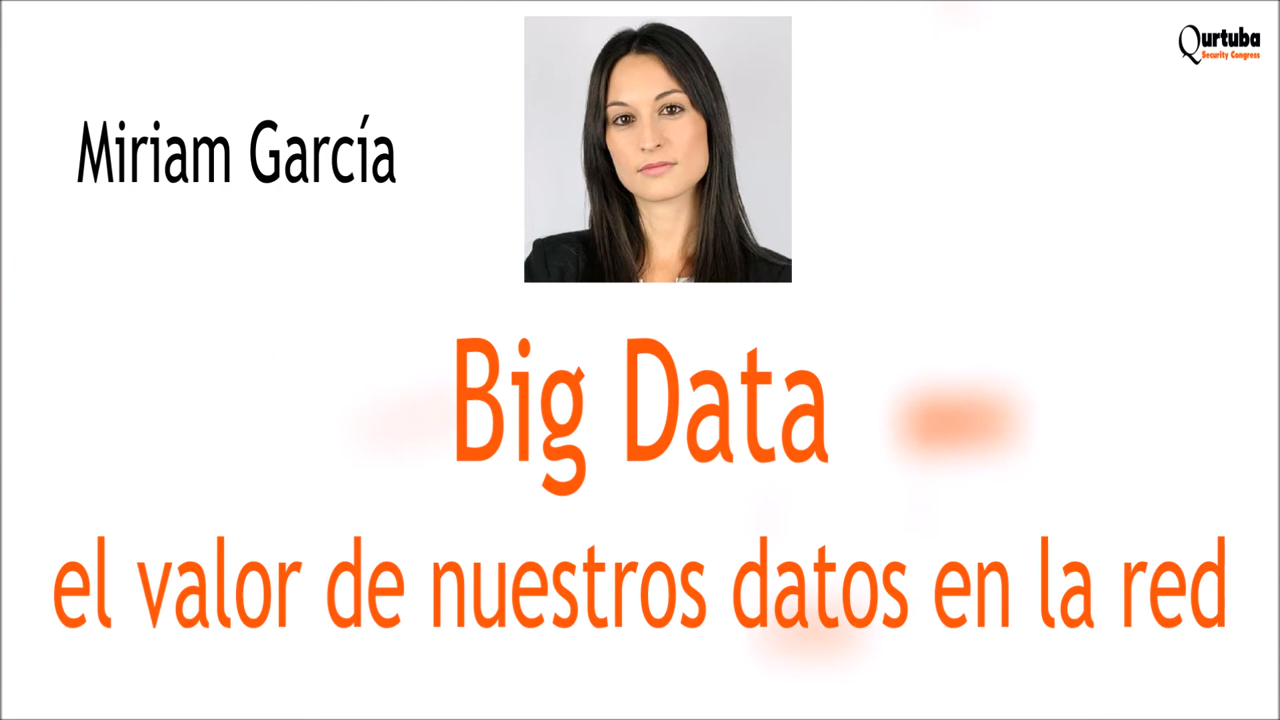 Qurtuba
Security Congress
Miriam García
Big Data
el valor de nuestros datos en la red